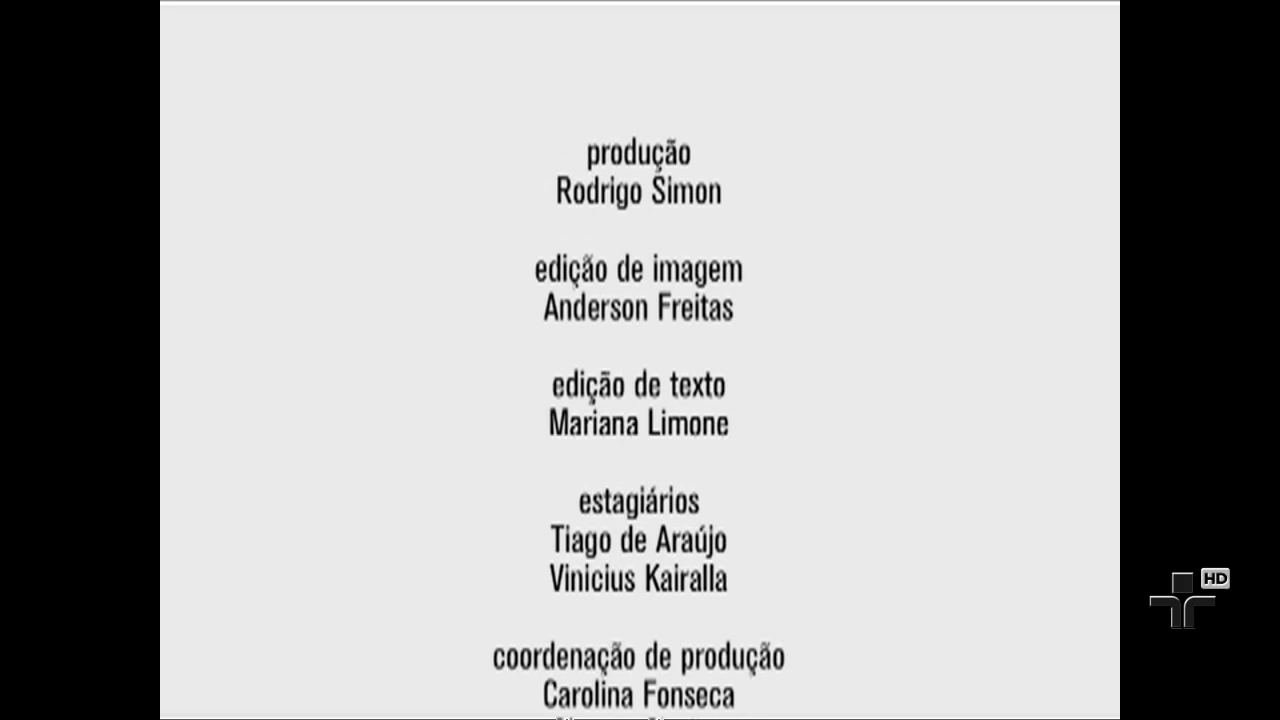 produção
Rodrigo Simon
edição de imagem
Anderson Freitas
edição de texto
Mariana Limone
estagiários
Tiago de Araújo
Vinicius Kairalla
coordenação de produção
Carolina Fonseca
HD